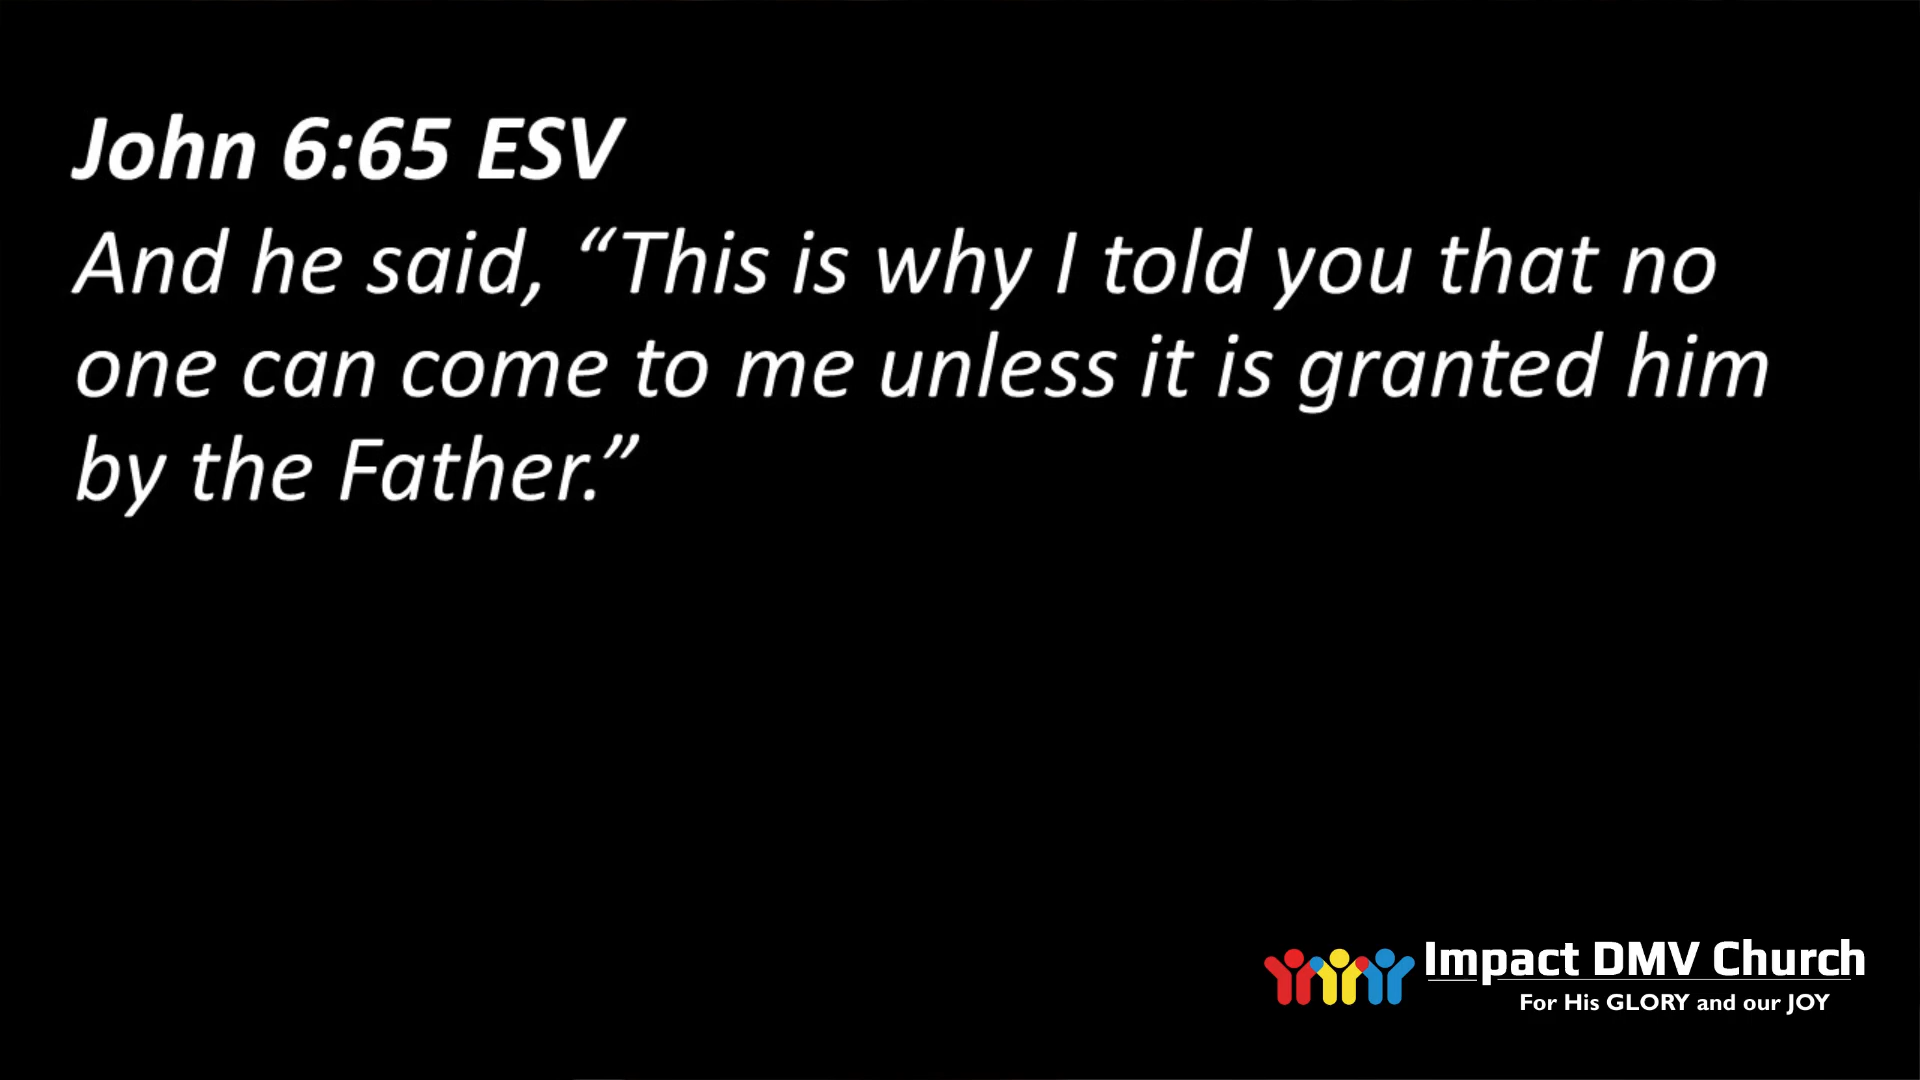 John 6:65 ESV
And he said, “This is why I told you that no
one can come to me unless it is granted him
by the Father.”
Impact DMV Church
For His GLORY and our JOY